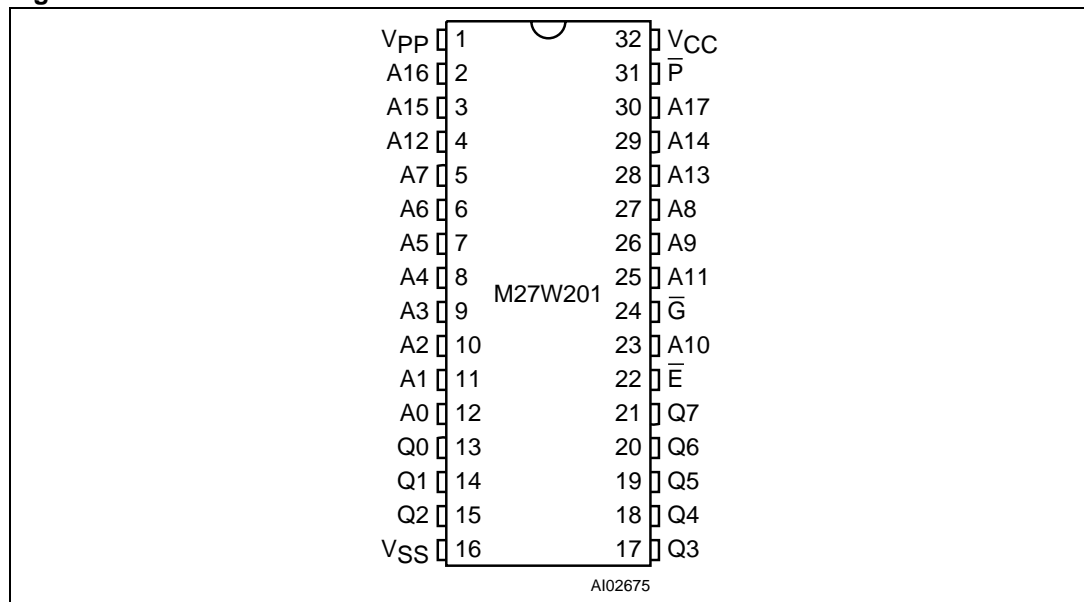 VPP 1 32 VCC
A16 2 31 P̅
A15 3 30 A17
A12 4 29 A14
A7 5 28 A13
A6 6 27 A8
A5 7 26 A9
A4 8 25 A11
M27W201
A3 9 24 G̅
A2 10 23 A10
A1 11 22 E̅
A0 12 21 Q7
Q0 13 20 Q6
Q1 14 19 Q5
Q2 15 18 Q4
VSS 16 17 Q3
AI02675